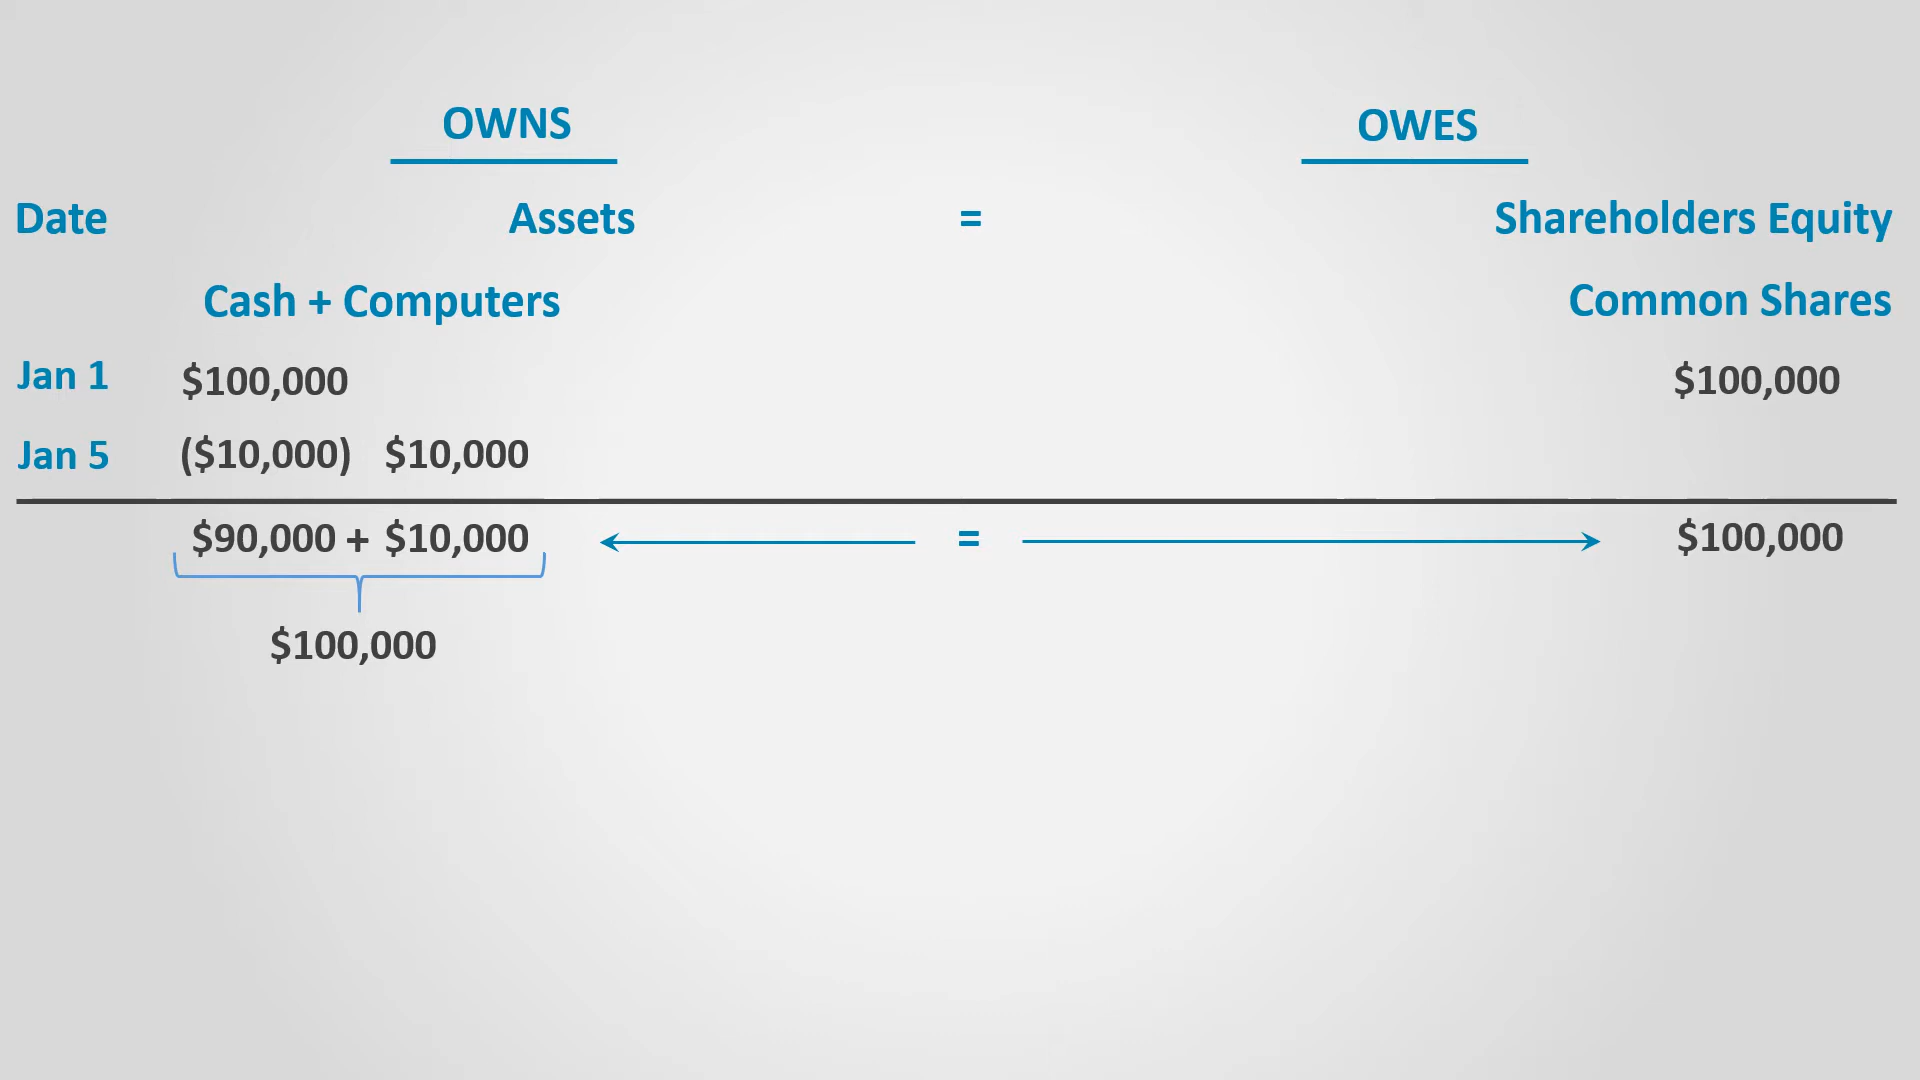 OWNS OWES
Date Assets = Shareholders Equity
Cash + Computers Common Shares
Jan 1 $100,000 $100,000
Jan 5 ($10,000) $10,000
$90,000 + $10,000 = $100,000
$100,000